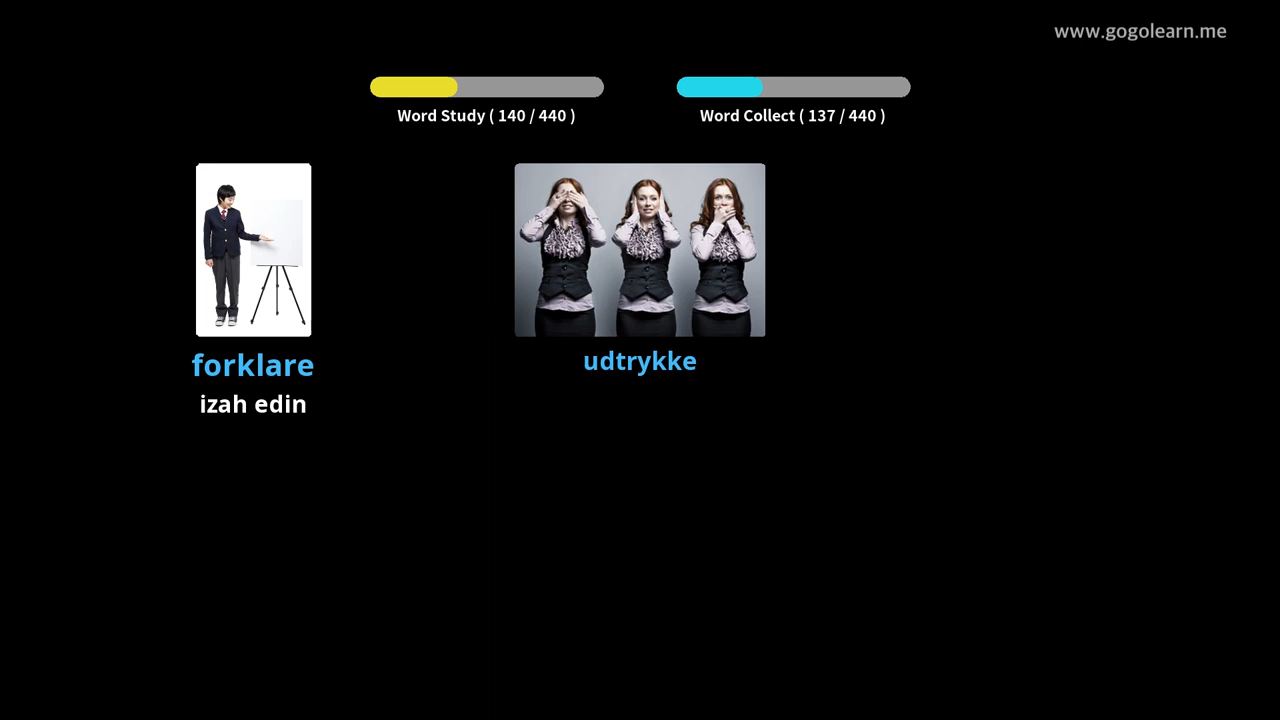 www.gogolearn.me
Word Study ( 140 / 440 )
Word Collect ( 137 / 440 )
forklare
izah edin
udtrykke